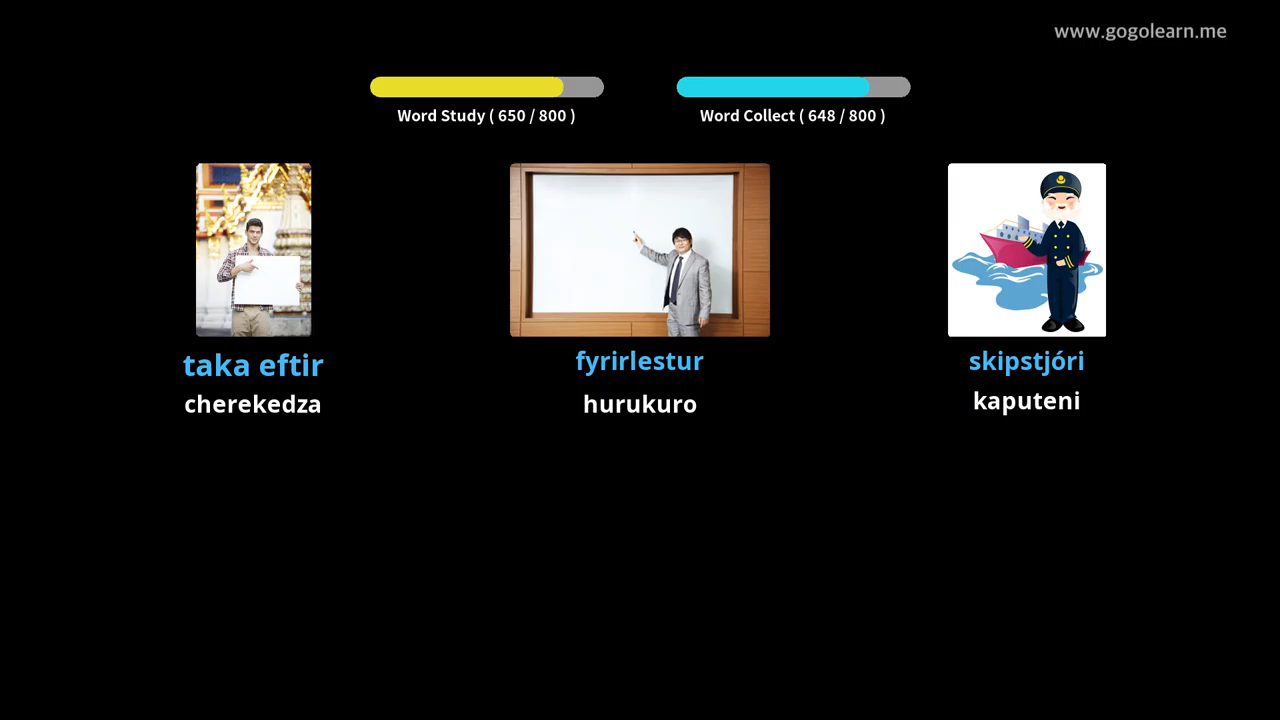 www.gogolearn.me
Word Study ( 650 / 800 )
Word Collect ( 648 / 800 )
taka eftir
cherekedza
fyrirlestur
hurukuro
skipstjóri
kaputeni